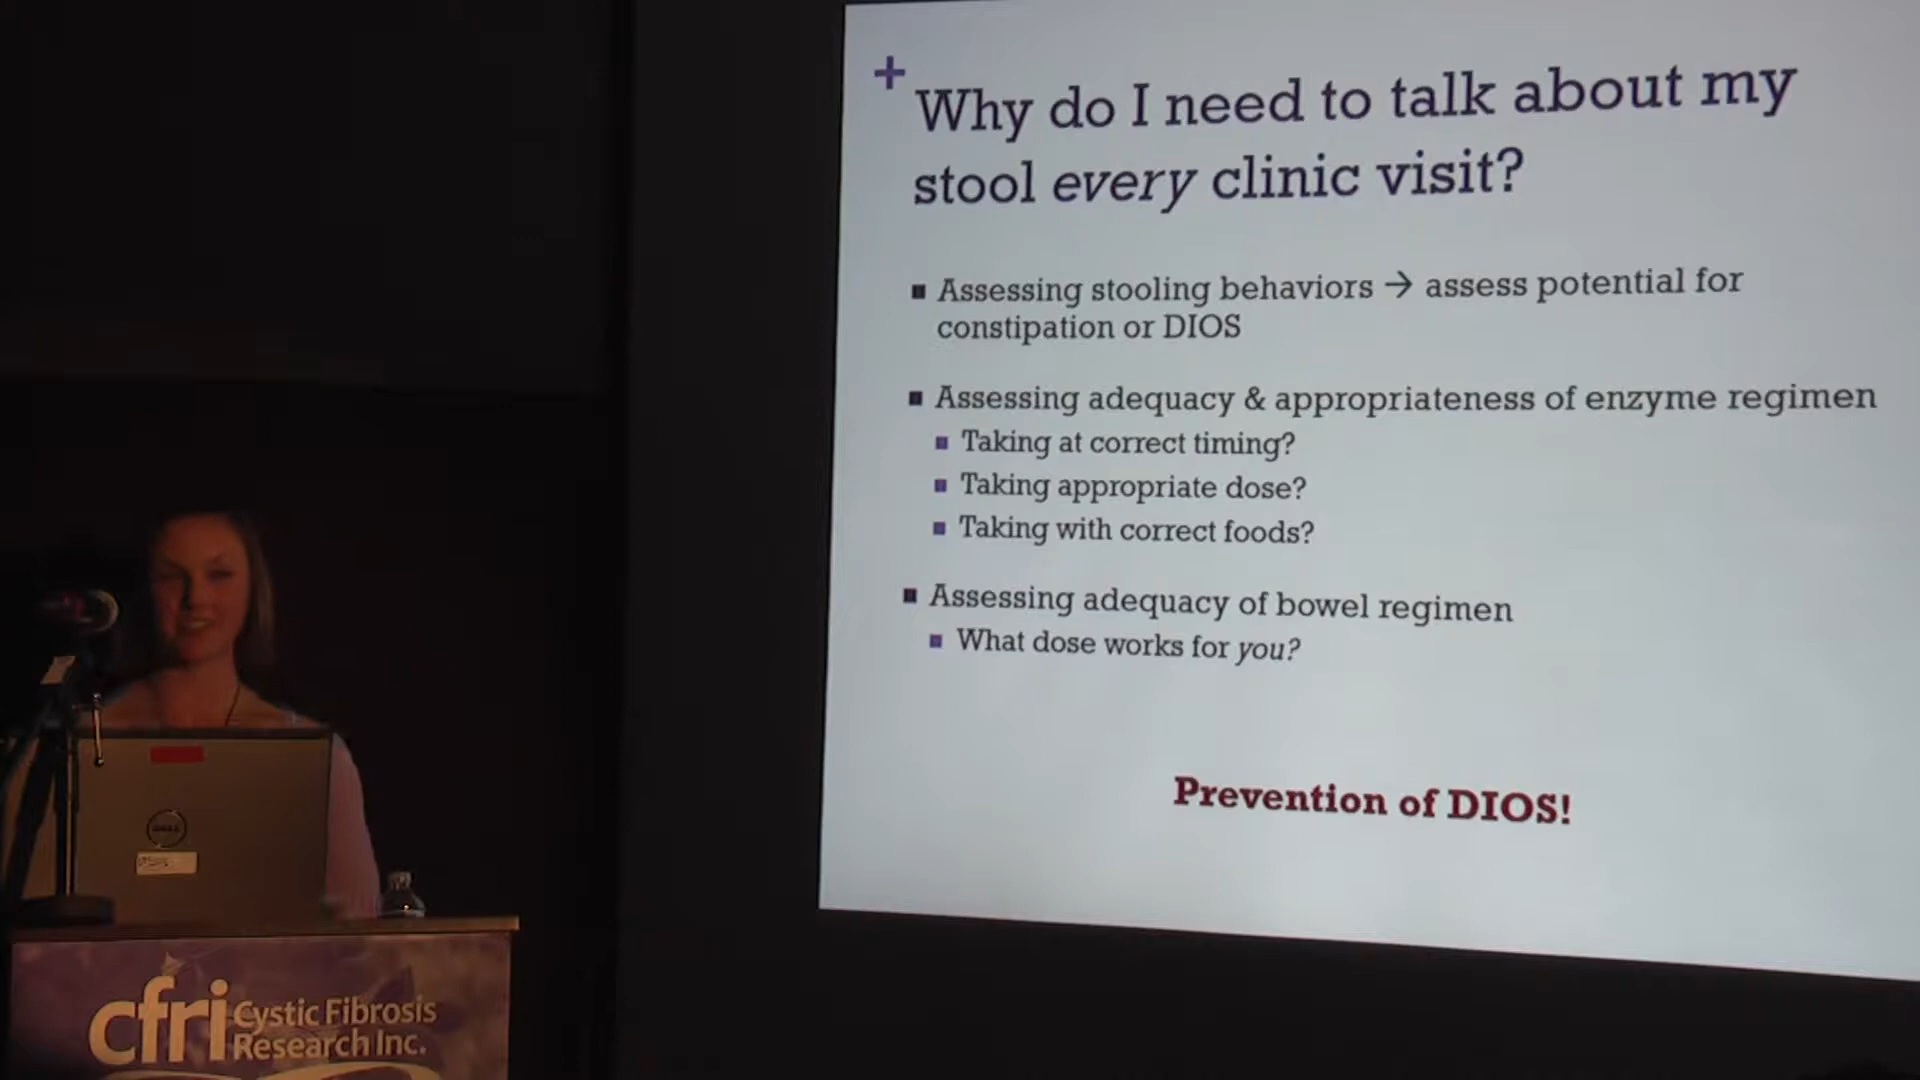 +
Why do I need to talk about my
stool every clinic visit?
■ Assessing stooling behaviors → assess potential for
constipation or DIOS
■ Assessing adequacy & appropriateness of enzyme regimen
■ Taking at correct timing?
■ Taking appropriate dose?
■ Taking with correct foods?
■ Assessing adequacy of bowel regimen
■ What dose works for you?
Prevention of DIOS!
DELL
cfri Cystic Fibrosis
Research Inc.